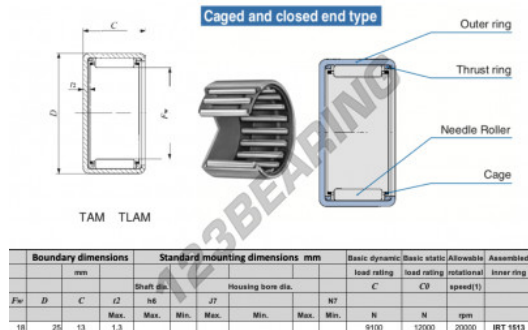 Caged and closed end type
C
t2
D
Fw
TAM TLAM
Outer ring
Thrust ring
Needle Roller
Cage
123BEARING
Boundary dimensions Standard mounting dimensions mm Basic dynamic Basic static Allowable Assembled
mm load rating load rating rotational inner ring
Shaft dia. Housing bore dia. C C0 speed(1)
Fw D C t2 h6 J7 N7
Max. Max. Min. Max. Min. Max. Min. N N rpm
18 25 13 1.3 9100 12000 20000 IRT 1513